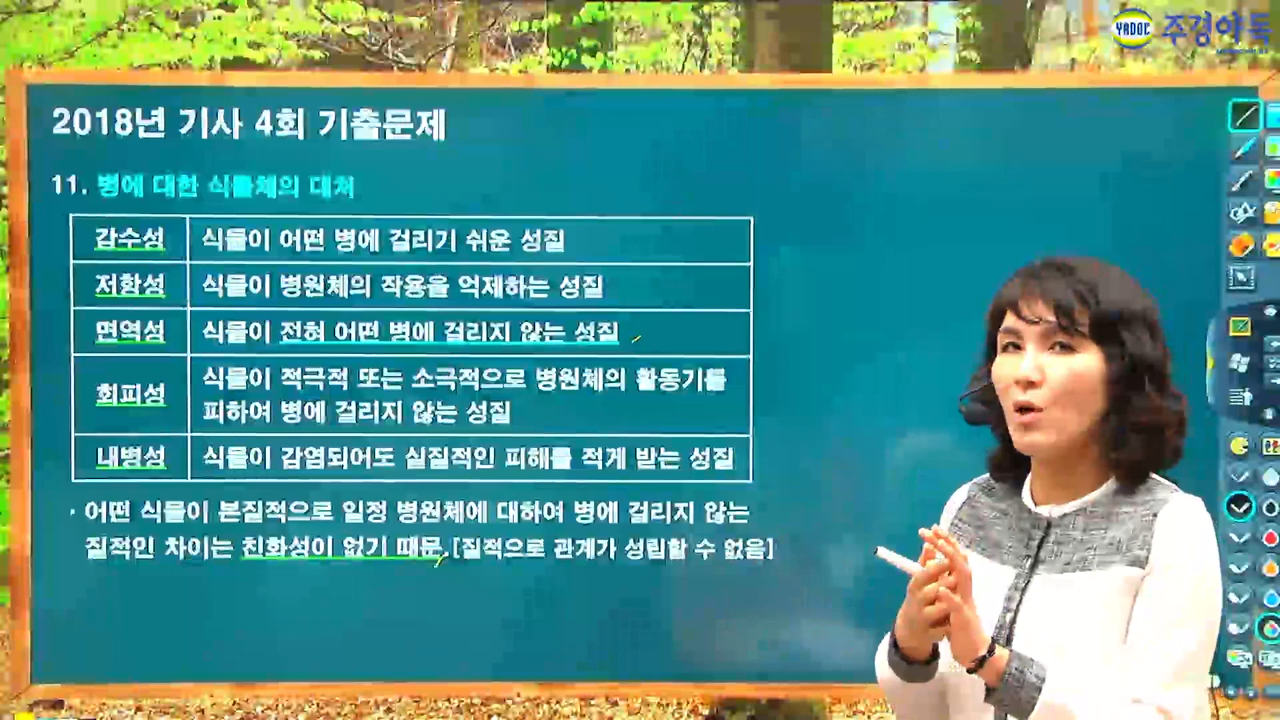 YADOC 주경야독
2018년 기사 4회 기출문제
11. 병에 대한 식물체의 대처
감수성 식물이 어떤 병에 걸리기 쉬운 성질
저항성 식물이 병원체의 작용을 억제하는 성질
면역성 식물이 전혀 어떤 병에 걸리지 않는 성질
회피성 식물이 적극적 또는 소극적으로 병원체의 활동기를
피하여 병에 걸리지 않는 성질
내병성 식물이 감염되어도 실질적인 피해를 적게 받는 성질
· 어떤 식물이 본질적으로 일정 병원체에 대하여 병에 걸리지 않는
질적인 차이는 친화성이 없기 때문 [질적으로 관계가 성립할 수 없음]